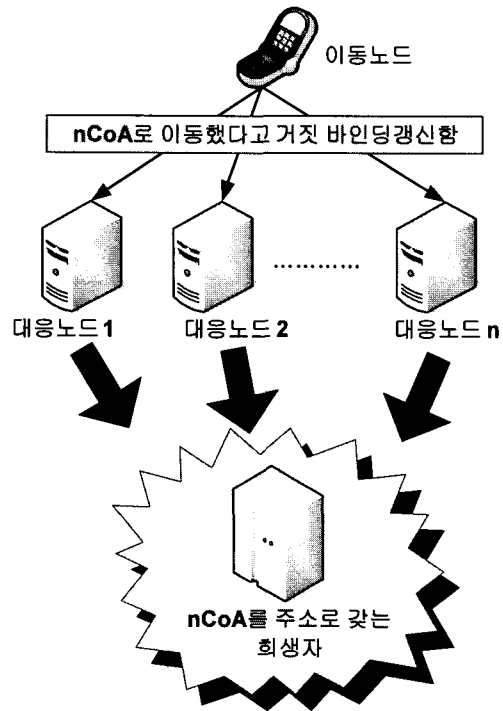 이동노드
nCoA로 이동했다고 거짓 바인딩갱신함
............
대응노드 1
대응노드 2
대응노드 n
nCoA를 주소로 갖는
희생자